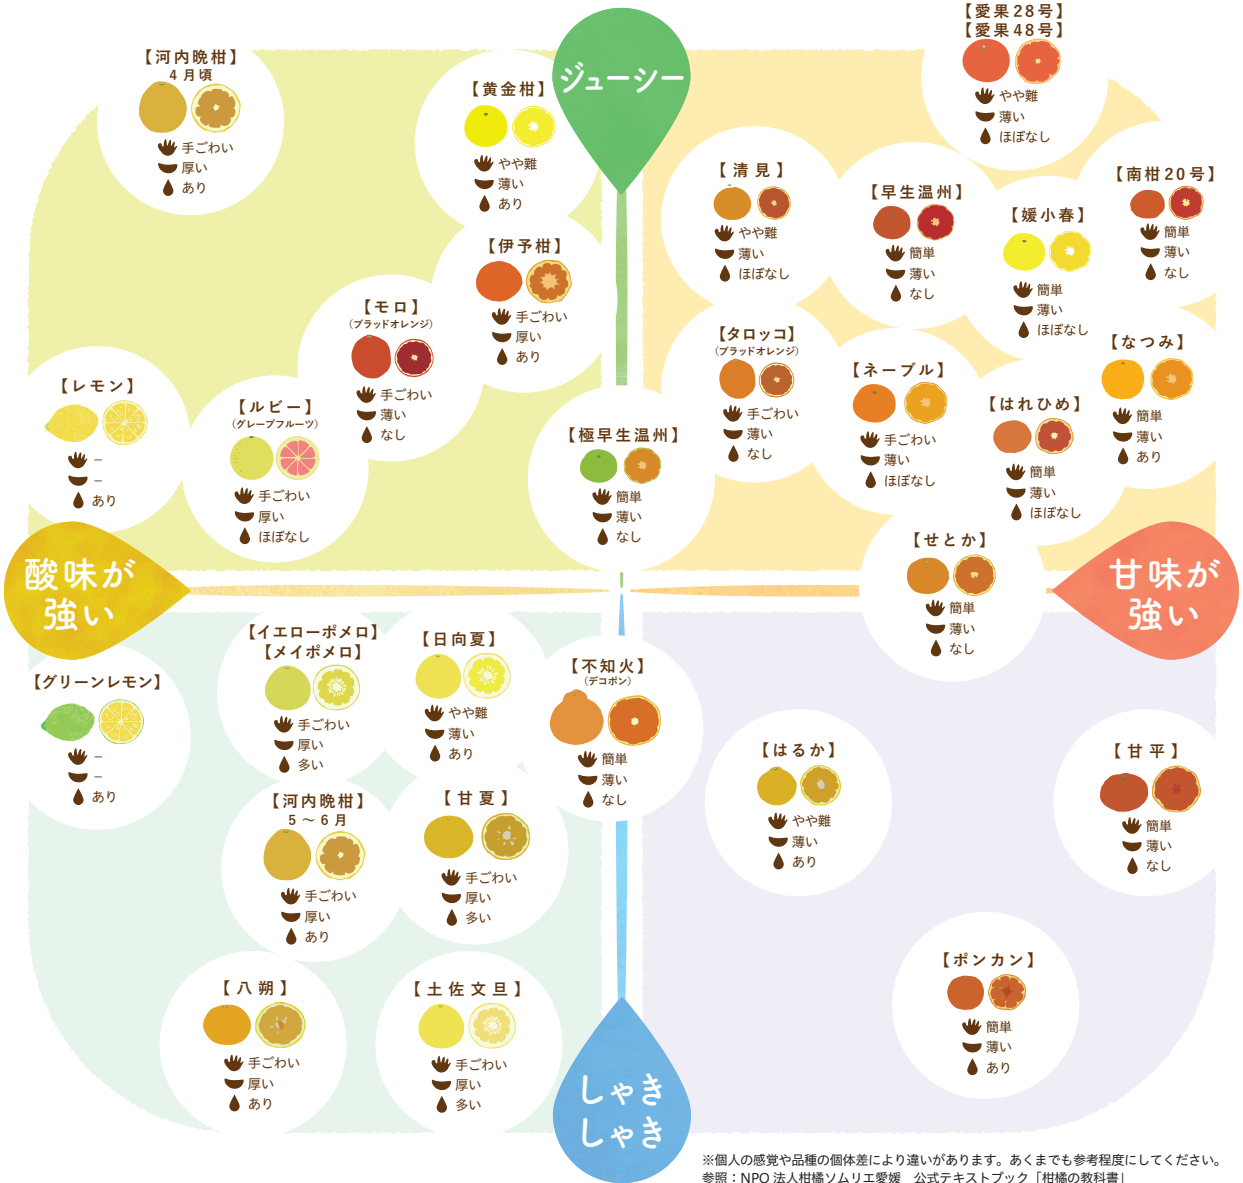 【愛果28号】
【愛果48号】
やや難
薄い
ほぼなし
【河内晩柑】
4月頃
手ごわい
厚い
あり
【黄金柑】
やや難
薄い
あり
ジューシー
【清見】
やや難
薄い
ほぼなし
【早生温州】
簡単
薄い
なし
【媛小春】
簡単
薄い
ほぼなし
【南柑20号】
簡単
薄い
なし
【伊予柑】
手ごわい
厚い
あり
【モロ】
（ブラッドオレンジ）
手ごわい
薄い
なし
【タロッコ】
（ブラッドオレンジ）
手ごわい
薄い
なし
【ネーブル】
手ごわい
薄い
ほぼなし
【はれひめ】
簡単
薄い
ほぼなし
【なつみ】
簡単
薄い
あり
【レモン】
–
–
あり
【ルビー】
（グレープフルーツ）
手ごわい
厚い
ほぼなし
【極早生温州】
簡単
薄い
なし
【せとか】
簡単
薄い
なし
酸味が
強い
甘味が
強い
【グリーンレモン】
–
–
あり
【イエローポメロ】
【メイポメロ】
手ごわい
厚い
多い
【日向夏】
やや難
薄い
あり
【不知火】
（デコポン）
簡単
薄い
なし
【はるか】
やや難
薄い
あり
【甘平】
簡単
薄い
なし
【河内晩柑】
5〜6月
手ごわい
厚い
あり
【甘夏】
手ごわい
厚い
多い
【八朔】
手ごわい
厚い
あり
【土佐文旦】
手ごわい
厚い
多い
【ポンカン】
簡単
薄い
あり
しゃき
しゃき
※個人の感覚や品種の個体差により違いがあります。あくまでも参考程度にしてください。
参照：NPO法人柑橘ソムリエ愛媛　公式テキストブック「柑橘の教科書」